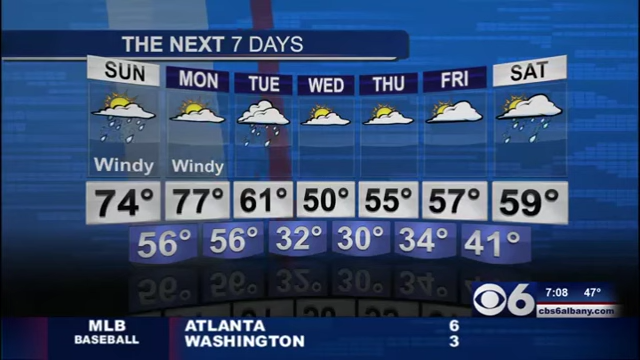 THE NEXT 7 DAYS
SUN MON TUE WED THU FRI SAT
Windy Windy
74° 77° 61° 50° 55° 57° 59°
56° 56° 32° 30° 34° 41°
6 7:08 47°
cbs6albany.com
MLB ATLANTA 6
BASEBALL WASHINGTON 3